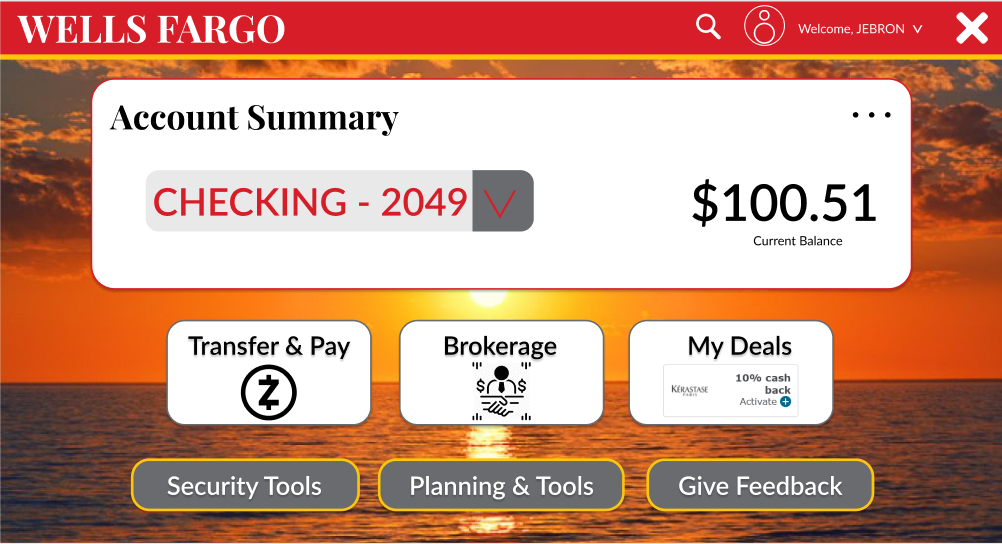 WELLS FARGO
Welcome, JEBRON
Account Summary
...
CHECKING - 2049
$100.51
Current Balance
Transfer & Pay
Brokerage
My Deals
KÉRASTASE
PARIS
10% cash
back
Activate
Security Tools
Planning & Tools
Give Feedback